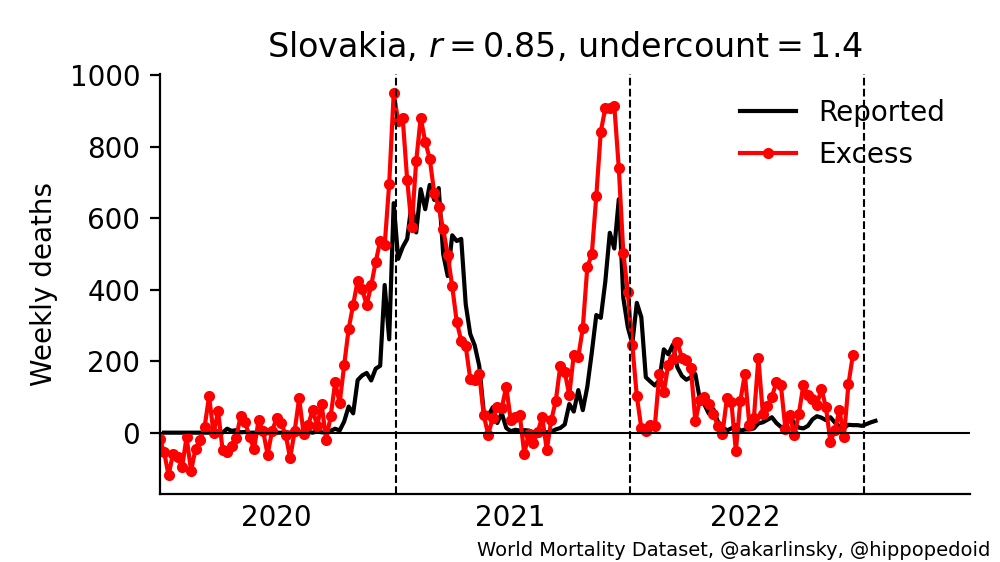 Slovakia, r = 0.85, undercount = 1.4
1000
800
600
400
200
0
Weekly deaths
Reported
Excess
2020
2021
2022
World Mortality Dataset, @akarlinsky, @hippopedoid